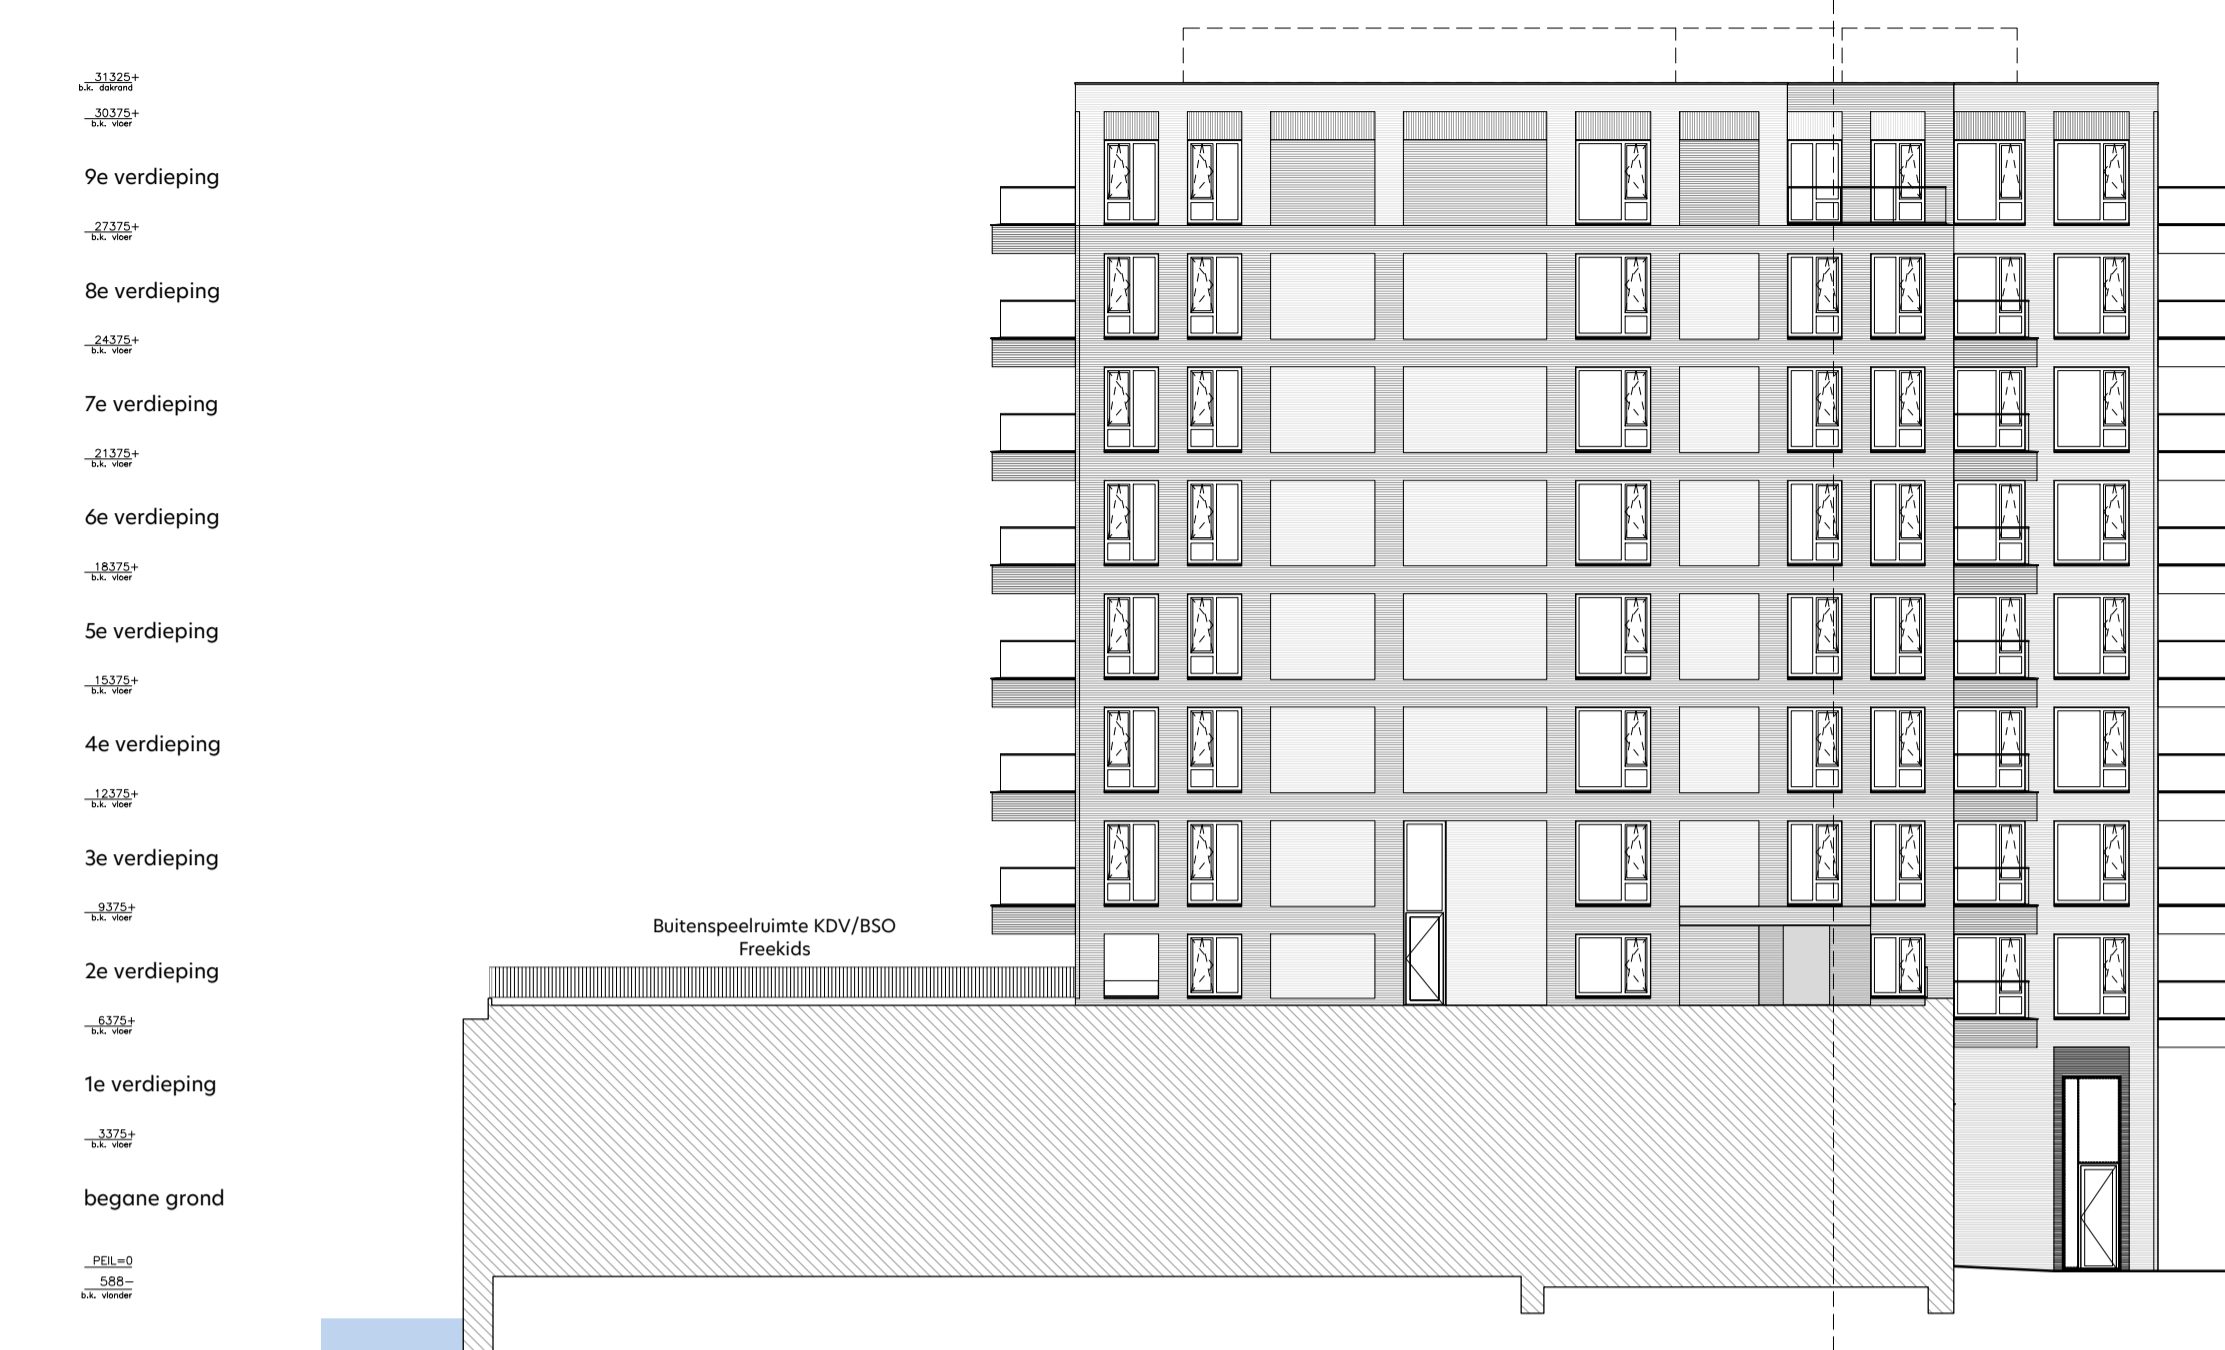 31325+
b.k. dakrand
30375+
b.k. vloer
9e verdieping
27375+
b.k. vloer
8e verdieping
24375+
b.k. vloer
7e verdieping
21375+
b.k. vloer
6e verdieping
18375+
b.k. vloer
5e verdieping
15375+
b.k. vloer
4e verdieping
12375+
b.k. vloer
3e verdieping
9375+
b.k. vloer
Buitenspeelruimte KDV/BSO
Freekids
2e verdieping
6375+
b.k. vloer
1e verdieping
3375+
b.k. vloer
begane grond
PEIL=0
588-
b.k. vlonder